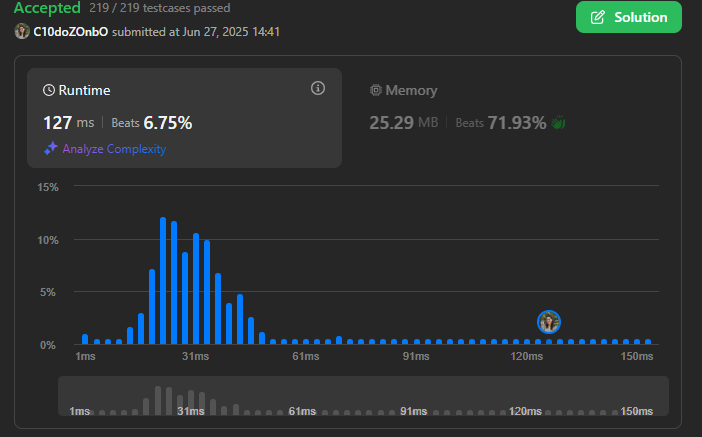 Accepted 219 / 219 testcases passed
Solution
C10doZOnbO submitted at Jun 27, 2025 14:41
Runtime
127 ms | Beats 6.75%
Analyze Complexity
Memory
25.29 MB | Beats 71.93%
15%
10%
5%
0%
1ms 31ms 61ms 91ms 120ms 150ms
1ms 31ms 61ms 91ms 120ms 150ms